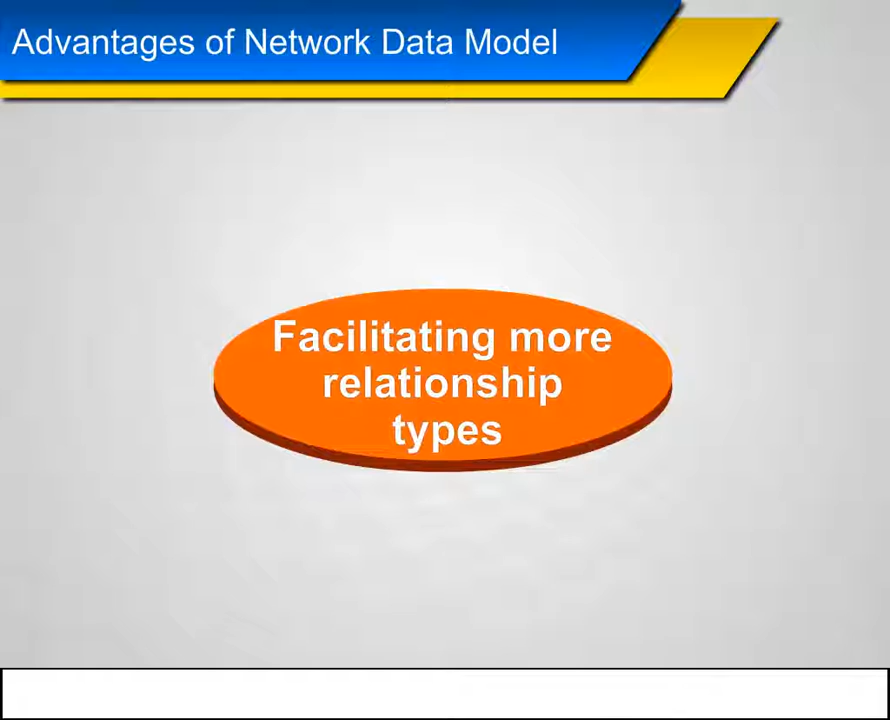 Advantages of Network Data Model
Facilitating more
relationship
types